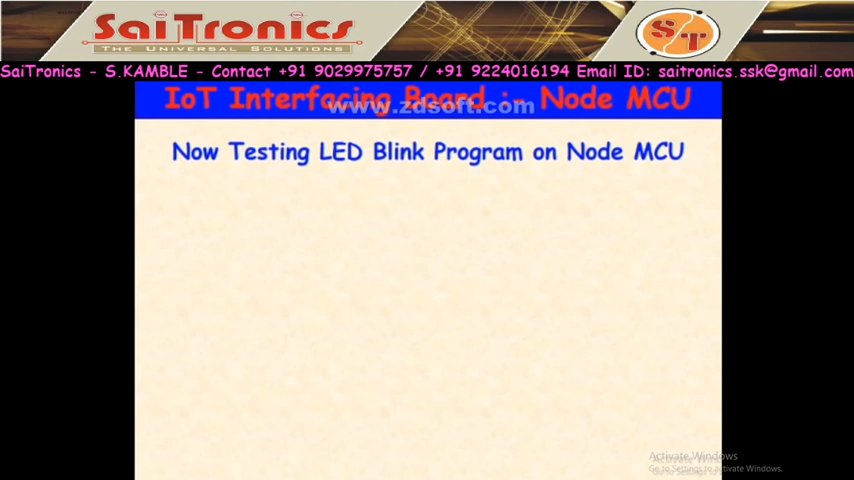 SaiTronics
THE UNIVERSAL SOLUTIONS
ST
SaiTronics - S.KAMBLE - Contact +91 9029975757 / +91 9224016194 Email ID: saitronics.ssk@gmail.com
IoT Interfacing Board :- Node MCU
www.zdsoft.com
Now Testing LED Blink Program on Node MCU
Activate Windows
Go to Settings to activate Windows.